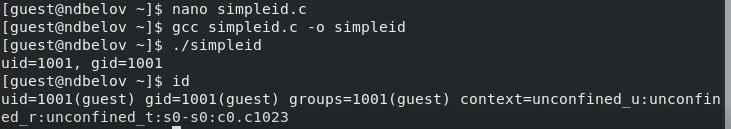 [guest@ndbelov ~]$ nano simpleid.c
[guest@ndbelov ~]$ gcc simpleid.c -o simpleid
[guest@ndbelov ~]$ ./simpleid
uid=1001, gid=1001
[guest@ndbelov ~]$ id
uid=1001(guest) gid=1001(guest) groups=1001(guest) context=unconfined_u:unconfin
ed_r:unconfined_t:s0-s0:c0.c1023